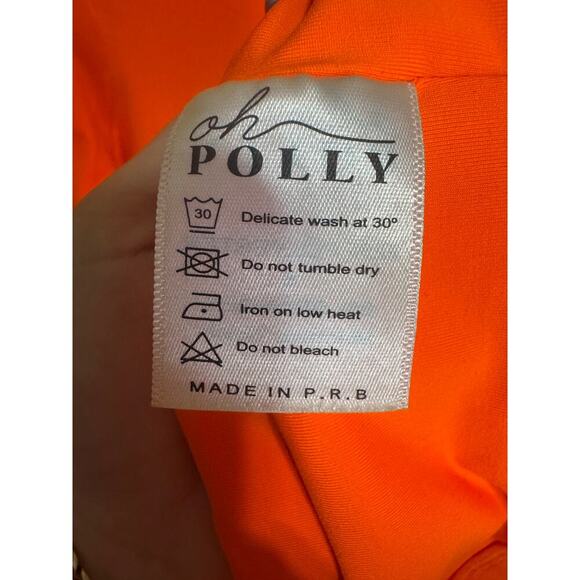 oh
POLLY
30
Delicate wash at 30°
Do not tumble dry
Iron on low heat
Do not bleach
MADE IN P.R.B